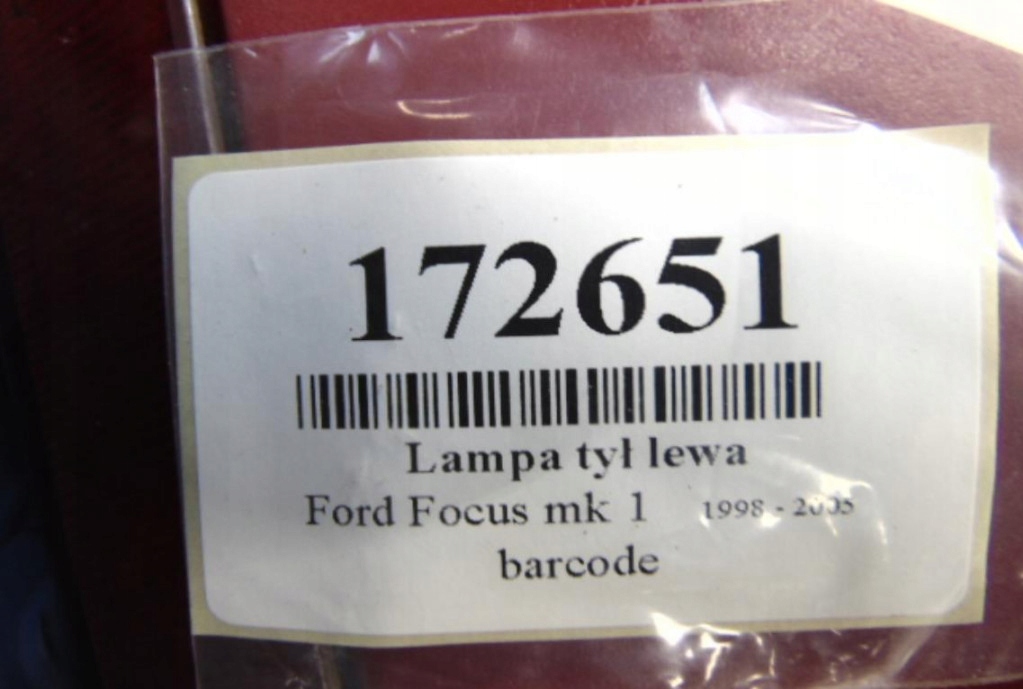 172651
Lampa tył lewa
Ford Focus mk 1 1998 - 2005
barcode